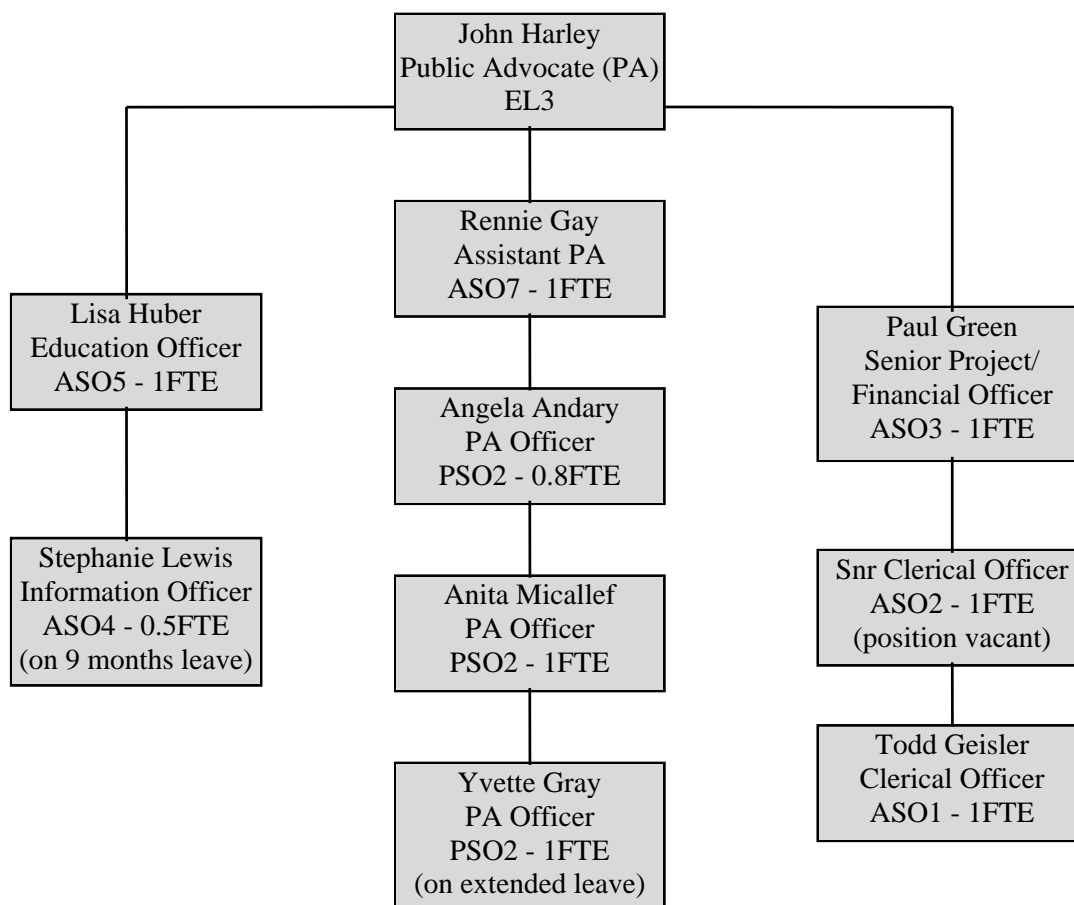 John Harley
Public Advocate (PA)
EL3
Rennie Gay
Assistant PA
ASO7 - 1FTE
Lisa Huber
Education Officer
ASO5 - 1FTE
Paul Green
Senior Project/
Financial Officer
ASO3 - 1FTE
Angela Andary
PA Officer
PSO2 - 0.8FTE
Stephanie Lewis
Information Officer
ASO4 - 0.5FTE
(on 9 months leave)
Snr Clerical Officer
ASO2 - 1FTE
(position vacant)
Anita Micallef
PA Officer
PSO2 - 1FTE
Todd Geisler
Clerical Officer
ASO1 - 1FTE
Yvette Gray
PA Officer
PSO2 - 1FTE
(on extended leave)